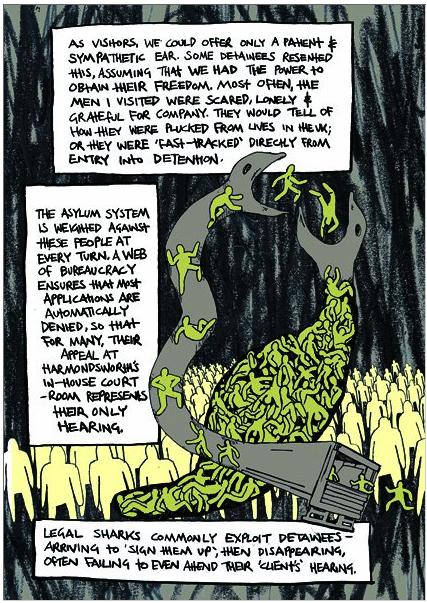 AS VISITORS, WE COULD OFFER ONLY A PATIENT &
SYMPATHETIC EAR. SOME DETAINEES RESENTED
THIS, ASSUMING THAT WE HAD THE POWER TO
OBTAIN THEIR FREEDOM. MOST OFTEN, THE
MEN I VISITED WERE SCARED, LONELY &
GRATEFUL FOR COMPANY. THEY WOULD TELL OF
HOW THEY WERE PLUCKED FROM LIVES IN THE UK;
OR THEY WERE 'FAST-TRACKED' DIRECTLY FROM
ENTRY INTO DETENTION.
THE ASYLUM SYSTEM
IS WEIGHTED AGAINST
THESE PEOPLE AT
EVERY TURN. A WEB
OF BUREAUCRACY
ENSURES THAT MOST
APPLICATIONS ARE
AUTOMATICALLY
DENIED, SO THAT
FOR MANY, THEIR
APPEAL AT
HARMONDSWORTH'S
IN-HOUSE COURT
-ROOM REPRESENTS
THEIR ONLY
HEARING.
LEGAL SHARKS COMMONLY EXPLOIT DETAINEES -
ARRIVING TO 'SIGN THEM UP', THEN DISAPPEARING,
OFTEN FAILING TO EVEN ATTEND THEIR 'CLIENT'S' HEARING.